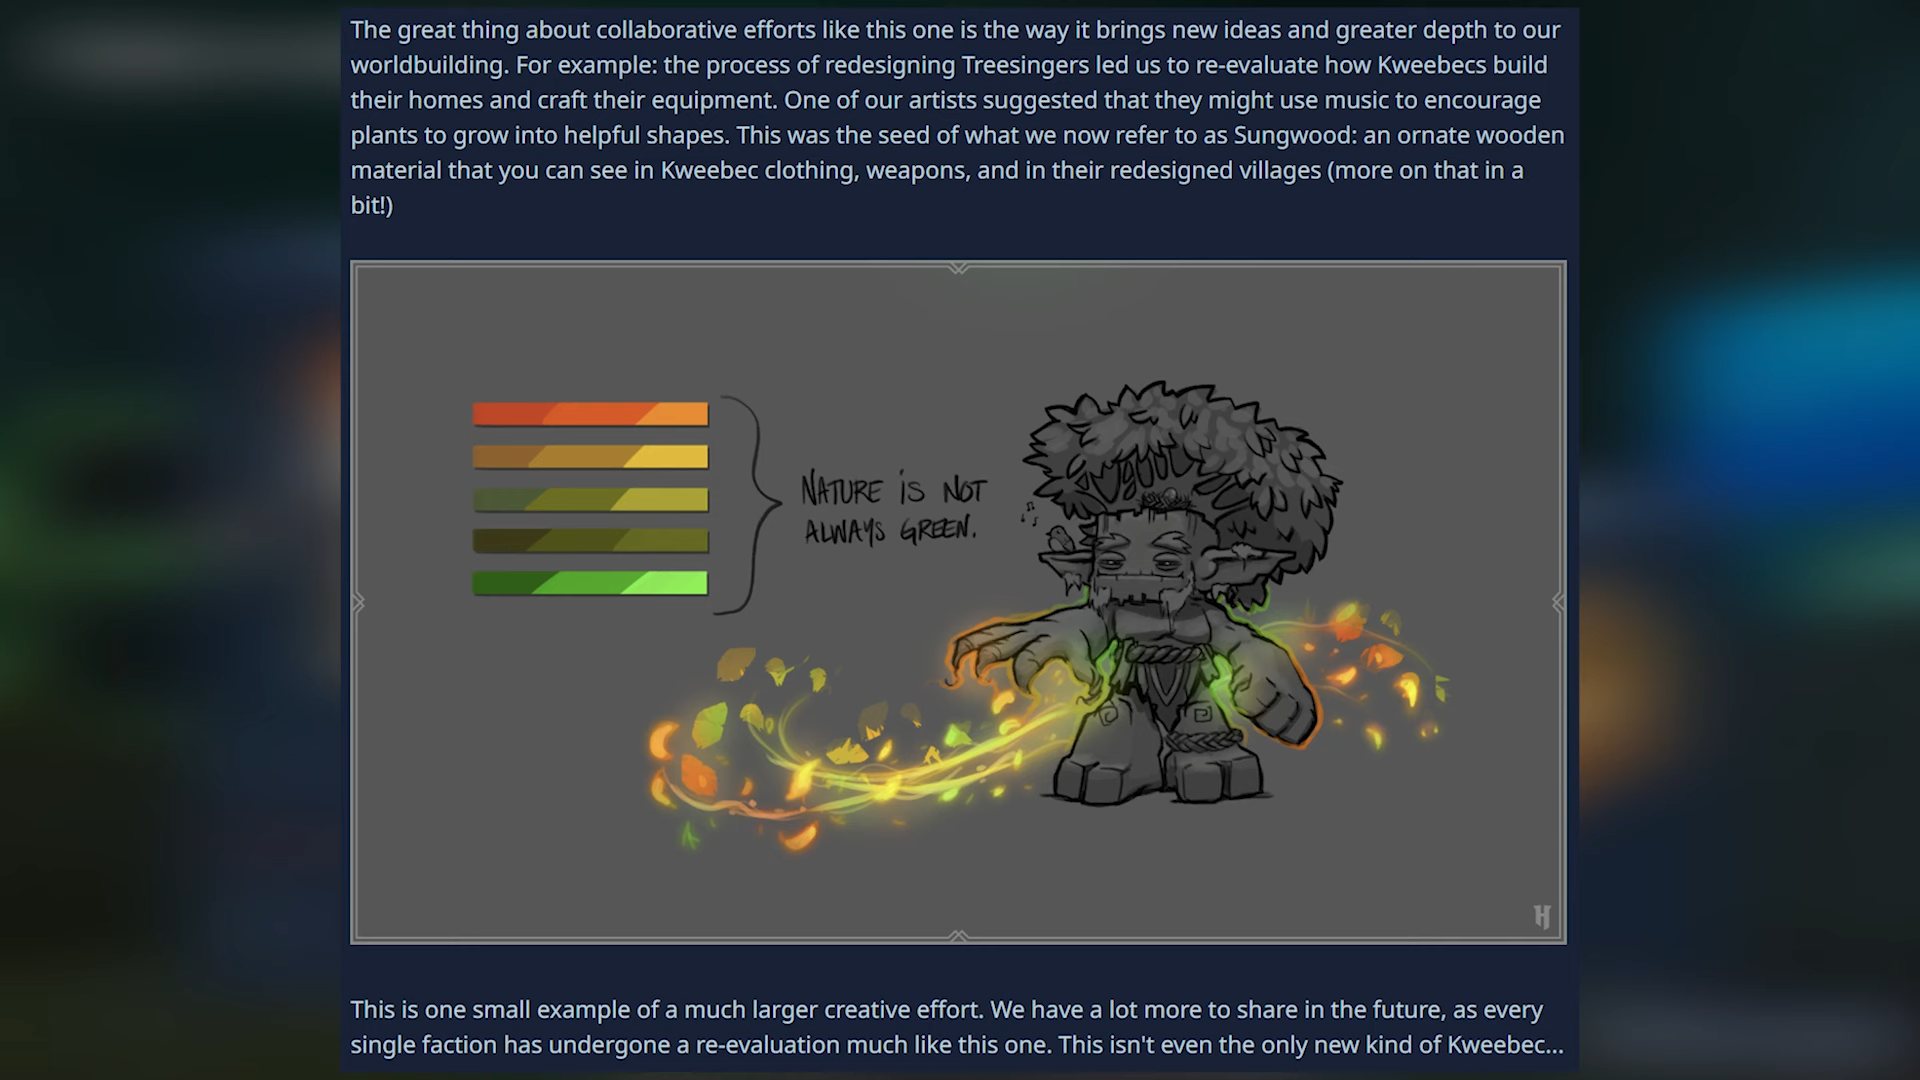 The great thing about collaborative efforts like this one is the way it brings new ideas and greater depth to our
worldbuilding. For example: the process of redesigning Treesingers led us to re-evaluate how Kweebecs build
their homes and craft their equipment. One of our artists suggested that they might use music to encourage
plants to grow into helpful shapes. This was the seed of what we now refer to as Sungwood: an ornate wooden
material that you can see in Kweebec clothing, weapons, and in their redesigned villages (more on that in a
bit!)
NATURE iS NOT
ALWAYS GREEN.
H
This is one small example of a much larger creative effort. We have a lot more to share in the future, as every
single faction has undergone a re-evaluation much like this one. This isn't even the only new kind of Kweebec...